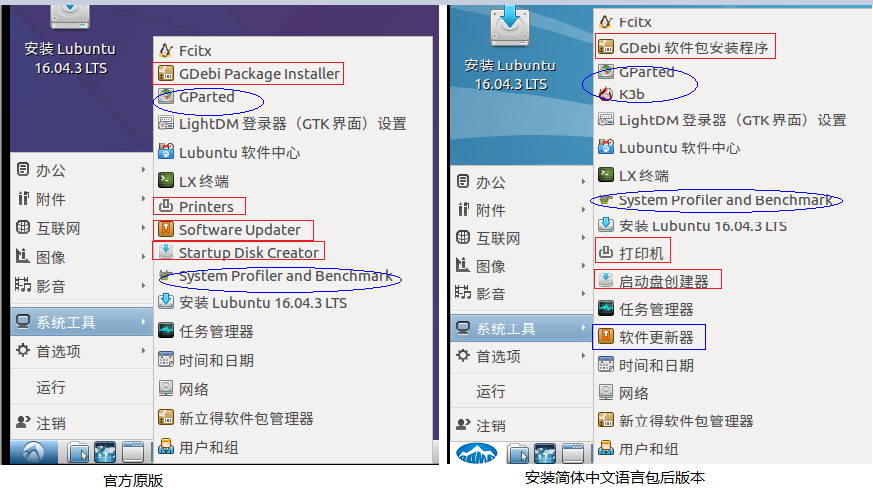 安装 Lubuntu
16.04.3 LTS
Fcitx
GDebi Package Installer
GParted
LightDM 登录器（GTK 界面）设置
Lubuntu 软件中心
LX 终端
Printers
Software Updater
Startup Disk Creator
System Profiler and Benchmark
安装 Lubuntu 16.04.3 LTS
任务管理器
时间和日期
网络
新立得软件包管理器
用户和组
办公
附件
互联网
图像
影音
系统工具
首选项
运行
注销
官方原版
安装 Lubuntu
16.04.3 LTS
Fcitx
GDebi 软件包安装程序
GParted
K3b
LightDM 登录器（GTK 界面）设置
Lubuntu 软件中心
LX 终端
System Profiler and Benchmark
安装 Lubuntu 16.04.3 LTS
打印机
启动盘创建器
任务管理器
软件更新器
时间和日期
网络
新立得软件包管理器
用户和组
办公
附件
互联网
图像
影音
系统工具
首选项
运行
注销
安装简体中文语言包后版本